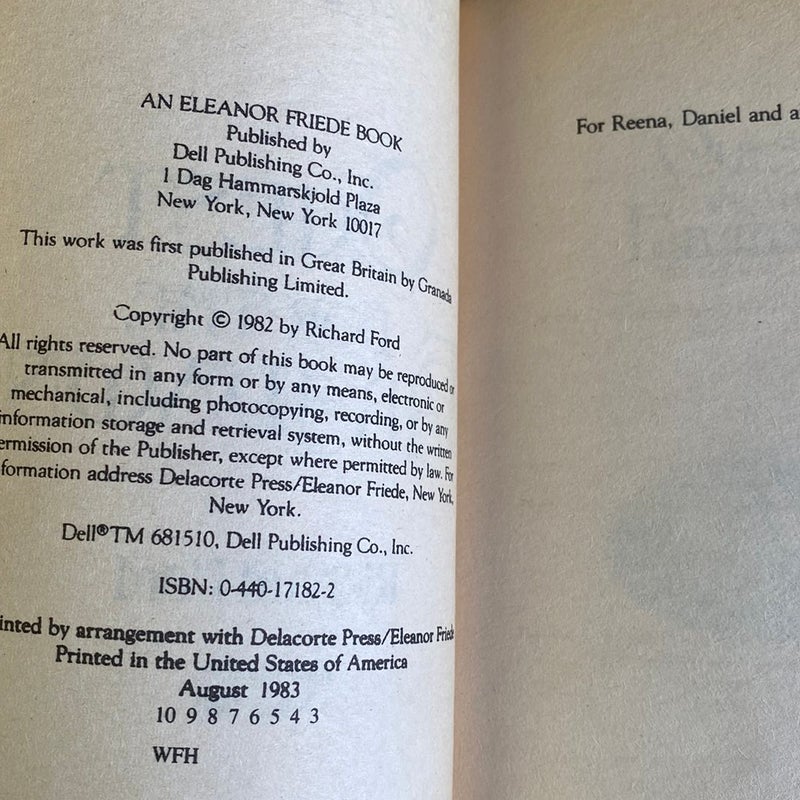 AN ELEANOR FRIEDE BOOK
Published by
Dell Publishing Co., Inc.
1 Dag Hammarskjold Plaza
New York, New York 10017
This work was first published in Great Britain by Granada
Publishing Limited.
Copyright © 1982 by Richard Ford
All rights reserved. No part of this book may be reproduced or
transmitted in any form or by any means, electronic or
mechanical, including photocopying, recording, or by any
information storage and retrieval system, without the written
ermission of the Publisher, except where permitted by law. For
formation address Delacorte Press/Eleanor Friede, New York,
New York.
Dell®TM 681510, Dell Publishing Co., Inc.
ISBN: 0-440-17182-2
inted by arrangement with Delacorte Press/Eleanor Friede
Printed in the United States of America
August 1983
10 9 8 7 6 5 4 3
WFH
For Reena, Daniel and a